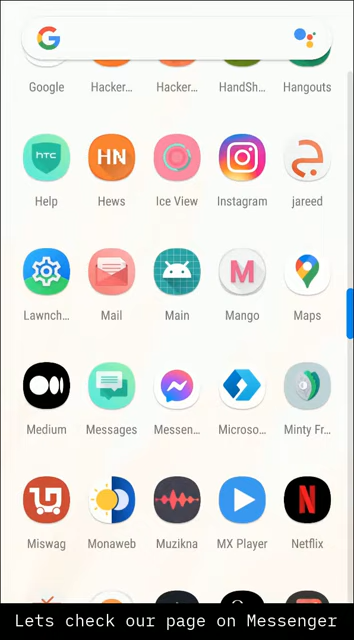 Google Hacker... Hacker... HandSh... Hangouts
htc HN
Help Hews Ice View Instagram jareed
M
Lawnch... Mail Main Mango Maps
Medium Messages Messen... Microso... Minty Fr...
N
Miswag Monaweb Muzikna MX Player Netflix
Lets check our page on Messenger